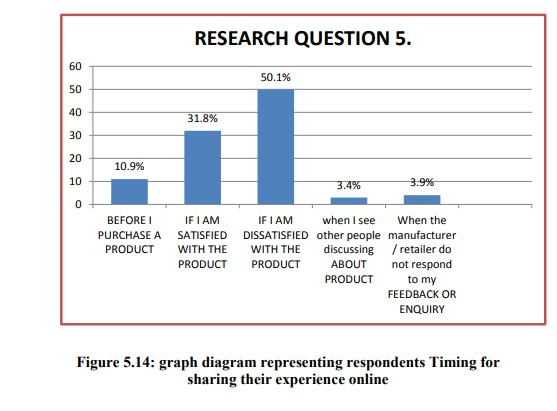 RESEARCH QUESTION 5.
60
50
40
30
20
10
0
10.9%
31.8%
50.1%
3.4%
3.9%
BEFORE I
PURCHASE A
PRODUCT
IF I AM
SATISFIED
WITH THE
PRODUCT
IF I AM
DISSATISFIED
WITH THE
PRODUCT
when I see
other people
discussing
ABOUT
PRODUCT
When the
manufacturer
/ retailer do
not respond
to my
FEEDBACK OR
ENQUIRY
Figure 5.14: graph diagram representing respondents Timing for
sharing their experience online